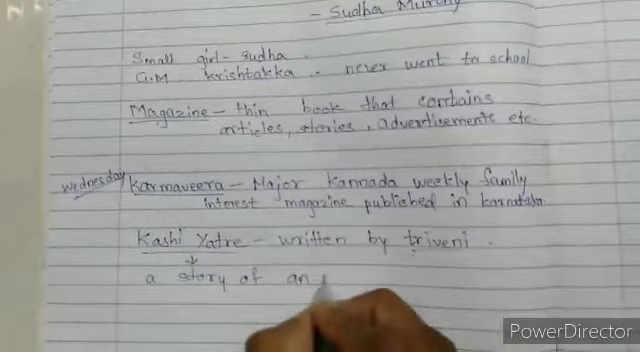 - Sudha Murthy
Small girl - sudha.
G.M Krishtakka - never went to school
Magazine - thin book that contains
articles, stories, advertisements etc
Wednesday Karmaveera - Major Kannada weekly family
interest magazine published in karnataka.
Kashi Yatre - written by triveni.
a story of an
PowerDirector